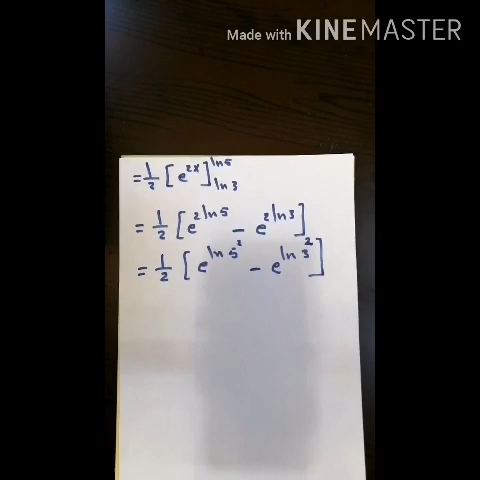 Made with KINEMASTER
= 1/2 [e^{2x}]_{ln 3}^{ln 5}
= 1/2 [e^{2 ln 5} - e^{2 ln 3}]
= 1/2 [e^{ln 5^2} - e^{ln 3^2}]